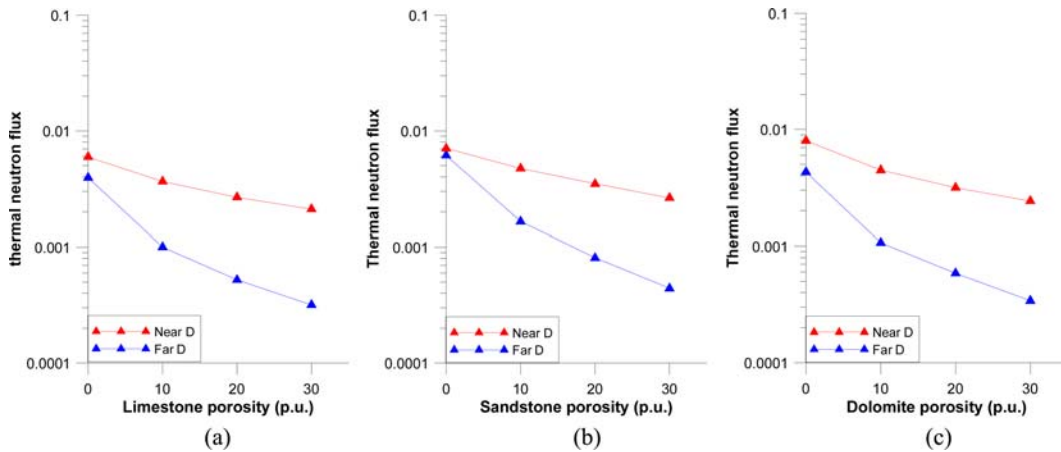 0.1
0.01
0.001
0.0001
thermal neutron flux
Near D
Far D
0 10 20 30
Limestone porosity (p.u.)
(a)
0.1
0.01
0.001
0.0001
Thermal neutron flux
Near D
Far D
0 10 20 30
Sandstone porosity (p.u.)
(b)
0.1
0.01
0.001
0.0001
Thermal neutron flux
Near D
Far D
0 10 20 30
Dolomite porosity (p.u.)
(c)